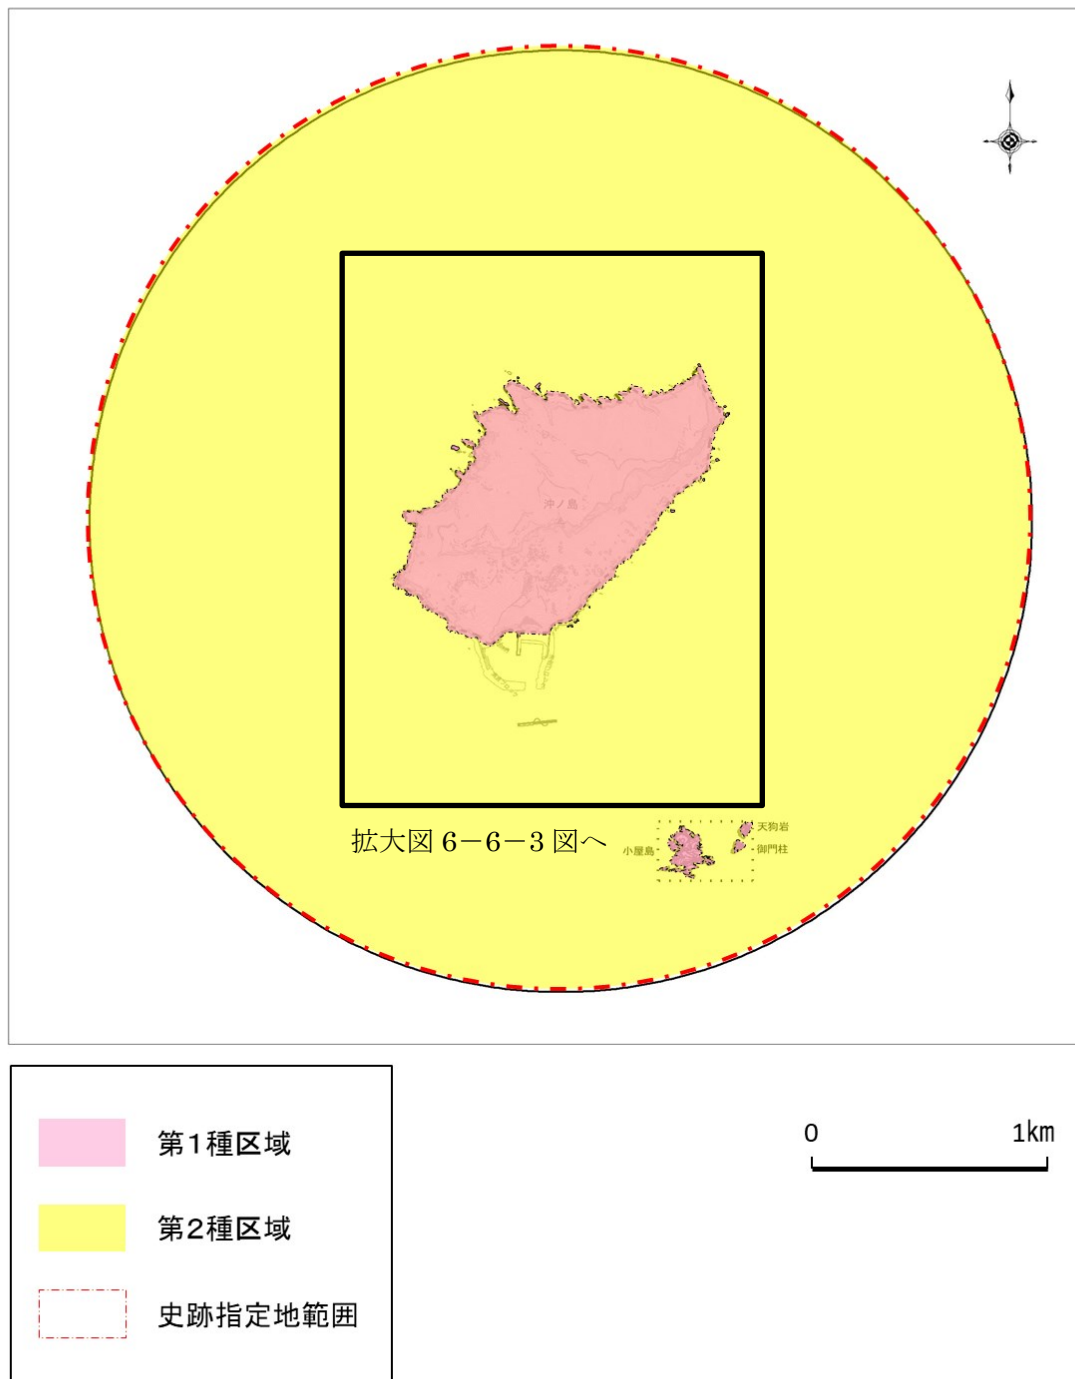 沖ノ島
拡大図 6−6−3 図へ
小屋島
天狗岩
御門柱
第1種区域
第2種区域
史跡指定地範囲
0 1km